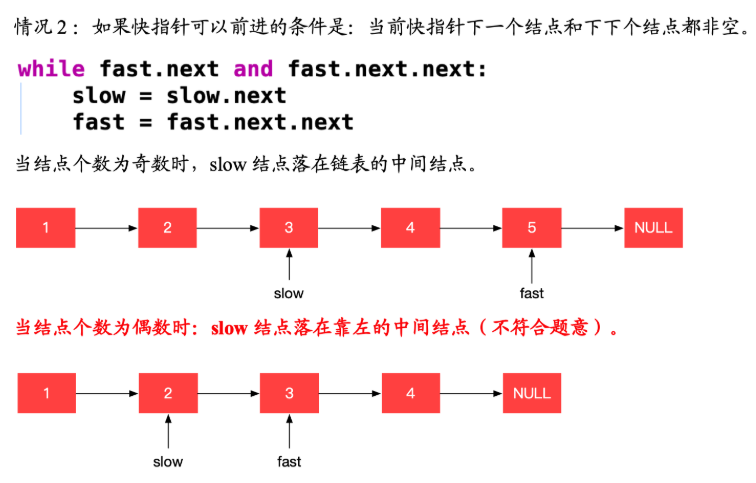 情况 2：如果快指针可以前进的条件是：当前快指针下一个结点和下下个结点都非空。
while fast.next and fast.next.next:
    slow = slow.next
    fast = fast.next.next
当结点个数为奇数时，slow 结点落在链表的中间结点。
1 2 3 4 5 NULL
slow fast
当结点个数为偶数时：slow 结点落在靠左的中间结点（不符合题意）。
1 2 3 4 NULL
slow fast